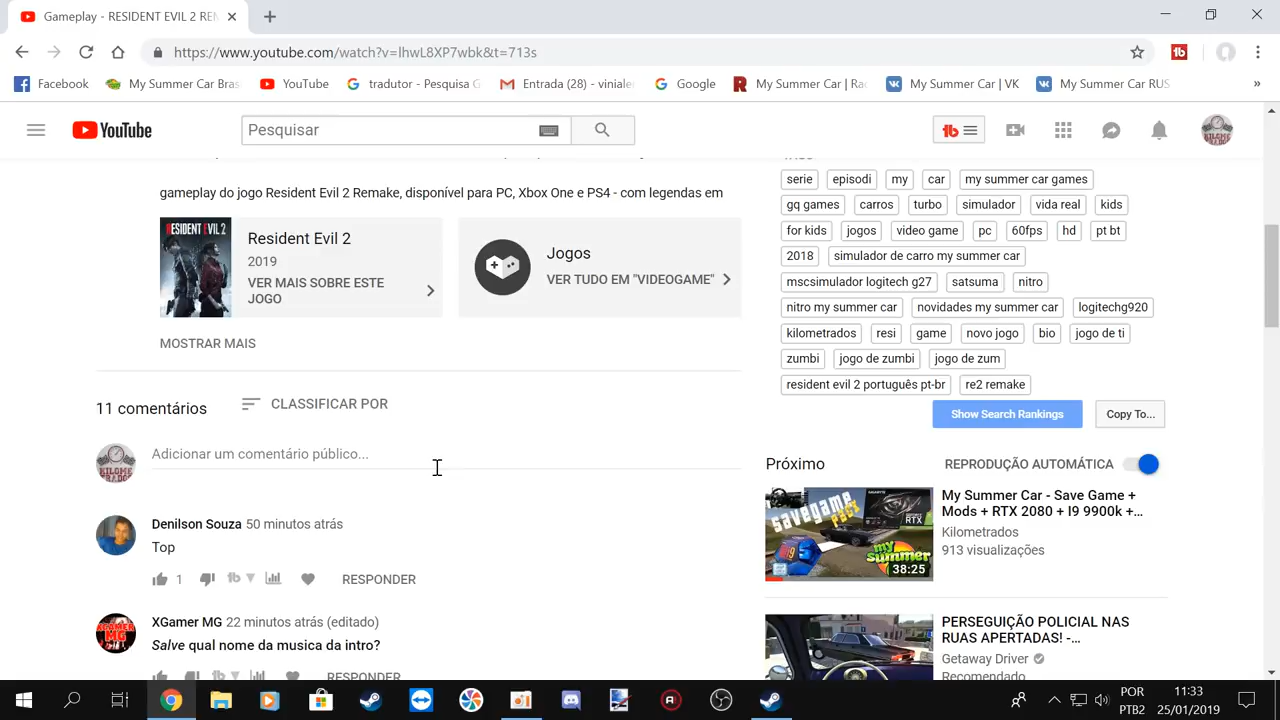 Gameplay - RESIDENT EVIL 2 REM
https://www.youtube.com/watch?v=lhwL8XP7wbk&t=713s
Facebook
My Summer Car Bras
YouTube
tradutor - Pesquisa G
Entrada (28) - vinialer
Google
My Summer Car | Rac
My Summer Car | VK
My Summer Car RUS
»
YouTube
Pesquisar
gameplay do jogo Resident Evil 2 Remake, disponível para PC, Xbox One e PS4 - com legendas em
RESIDENT EVIL 2
Resident Evil 2
2019
VER MAIS SOBRE ESTE
JOGO
Jogos
VER TUDO EM "VIDEOGAME"
MOSTRAR MAIS
11 comentários
CLASSIFICAR POR
Adicionar um comentário público...
Denilson Souza 50 minutos atrás
Top
1
RESPONDER
XGamer MG 22 minutos atrás (editado)
Salve qual nome da musica da intro?
RESPONDER
serie episodi my car my summer car games
gq games carros turbo simulador vida real kids
for kids jogos video game pc 60fps hd pt bt
2018 simulador de carro my summer car
mscsimulador logitech g27 satsuma nitro
nitro my summer car novidades my summer car logitechg920
kilometrados resi game novo jogo bio jogo de ti
zumbi jogo de zumbi jogo de zum
resident evil 2 português pt-br re2 remake
Show Search Rankings Copy To...
Próximo
REPRODUÇÃO AUTOMÁTICA
My Summer Car - Save Game +
Mods + RTX 2080 + I9 9900k +...
Kilometrados
913 visualizações
38:25
PERSEGUIÇÃO POLICIAL NAS
RUAS APERTADAS! -...
Getaway Driver
Recomendado
POR
PTB2
11:33
25/01/2019